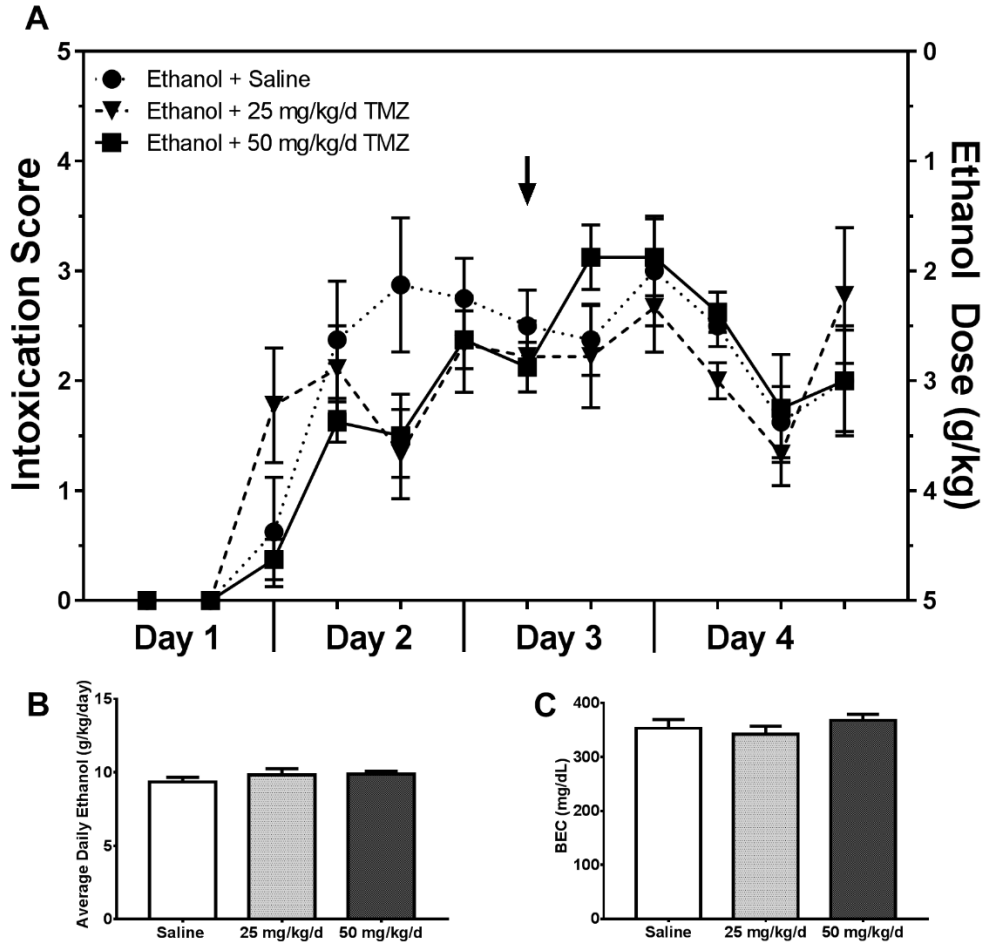 A
Intoxication Score
5
4
3
2
1
0
Ethanol + Saline
Ethanol + 25 mg/kg/d TMZ
Ethanol + 50 mg/kg/d TMZ
0
1
2
3
4
5
Ethanol Dose (g/kg)
Day 1
Day 2
Day 3
Day 4
B
Average Daily Ethanol (g/kg/day)
15
10
5
0
Saline
25 mg/kg/d
50 mg/kg/d
C
BEC (mg/dL)
400
300
200
100
0
Saline
25 mg/kg/d
50 mg/kg/d